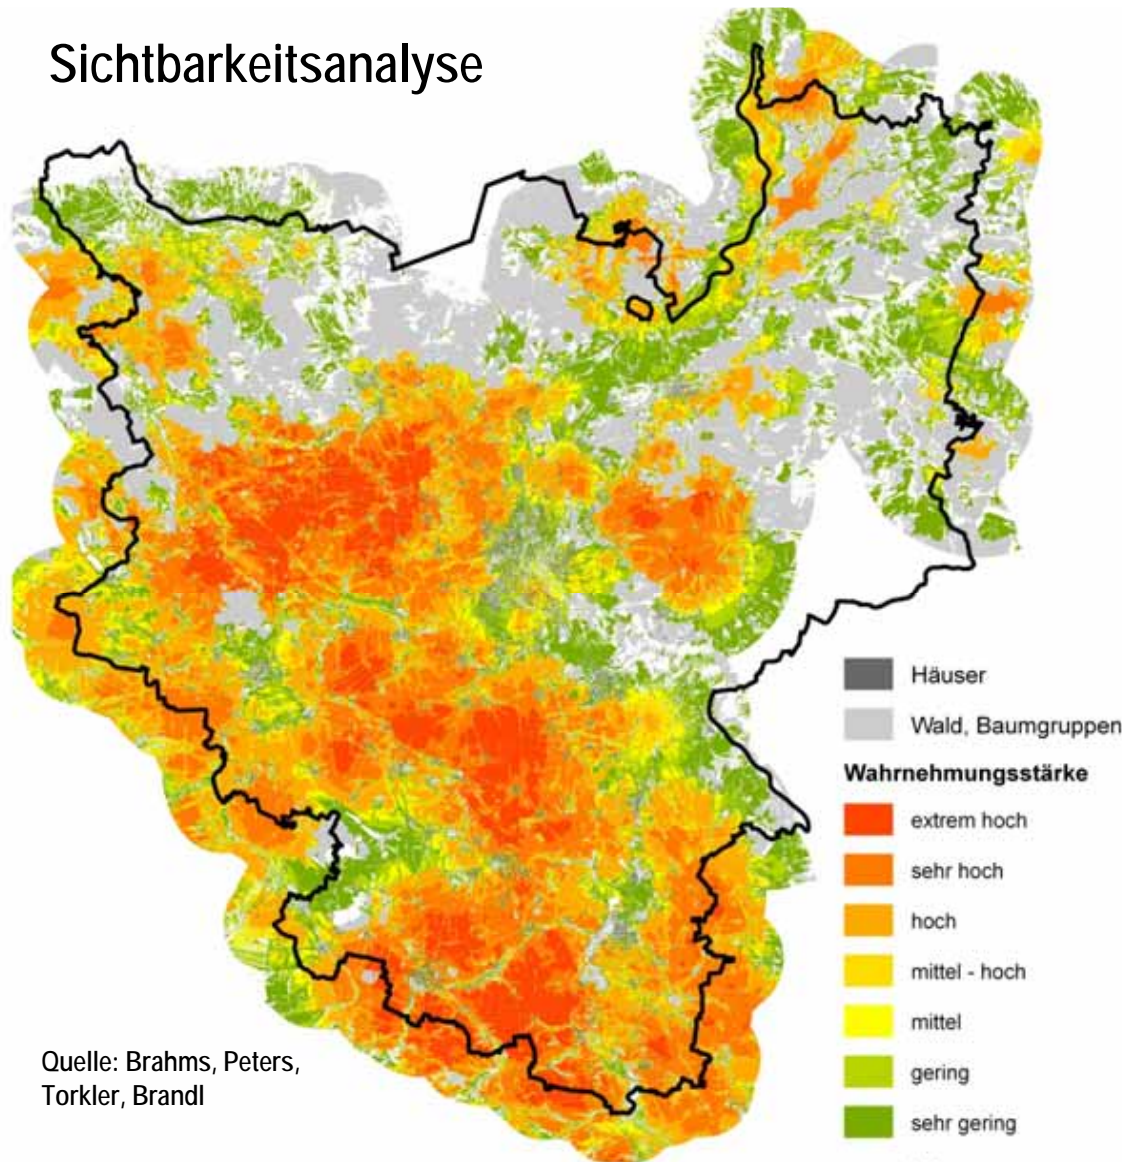 Sichtbarkeitsanalyse
Häuser
Wald, Baumgruppen
Wahrnehmungsstärke
extrem hoch
sehr hoch
hoch
mittel - hoch
mittel
gering
sehr gering
Quelle: Brahms, Peters,
Torkler, Brandl